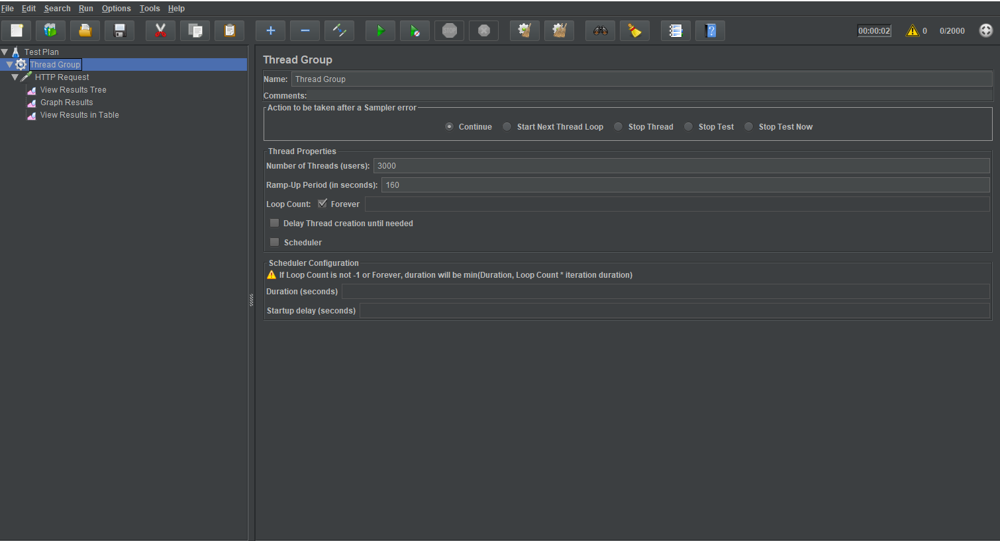 File Edit Search Run Options Tools Help
STOP
00:00:02 0 0/2000
Test Plan
Thread Group
HTTP Request
View Results Tree
Graph Results
View Results in Table
Thread Group
Name: Thread Group
Comments:
Action to be taken after a Sampler error
Continue Start Next Thread Loop Stop Thread Stop Test Stop Test Now
Thread Properties
Number of Threads (users): 3000
Ramp-Up Period (in seconds): 160
Loop Count: Forever
Delay Thread creation until needed
Scheduler
Scheduler Configuration
If Loop Count is not -1 or Forever, duration will be min(Duration, Loop Count * iteration duration)
Duration (seconds)
Startup delay (seconds)